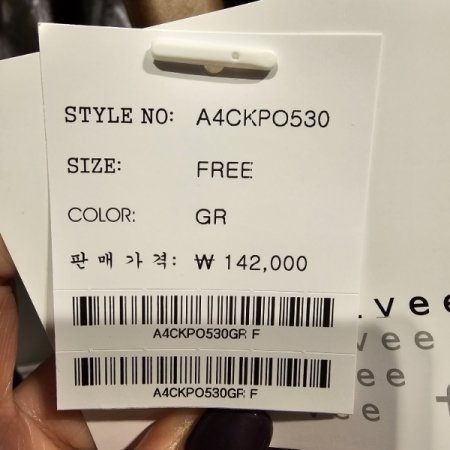 STYLE NO: A4CKPO530
SIZE: FREE
COLOR: GR
판매가격: ₩ 142,000
A4CKPO530GR F
A4CKPO530GR F